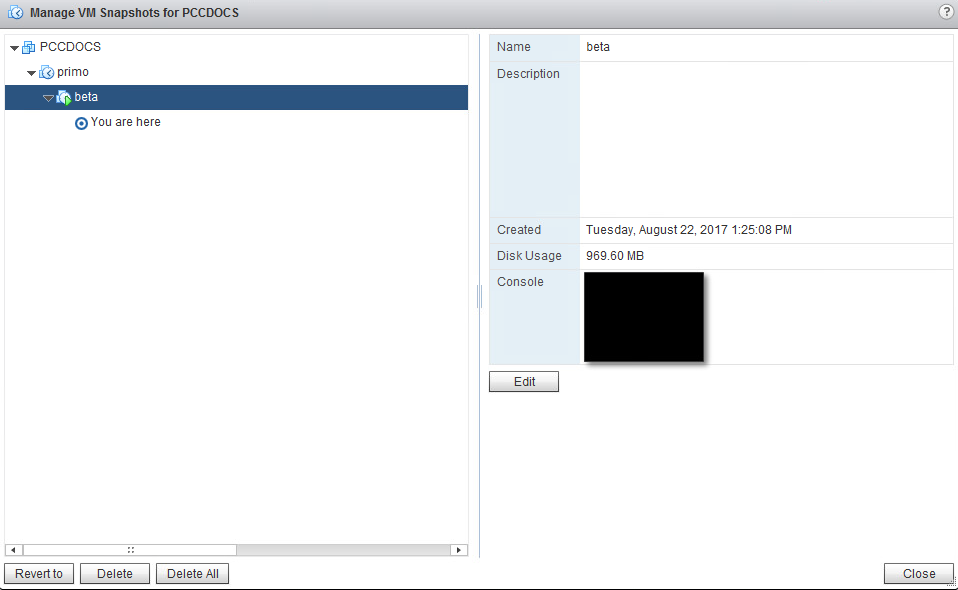 Manage VM Snapshots for PCCDOCS
?
PCCDOCS
primo
beta
You are here
Name beta
Description
Created Tuesday, August 22, 2017 1:25:08 PM
Disk Usage 969.60 MB
Console
Edit
Revert to Delete Delete All Close